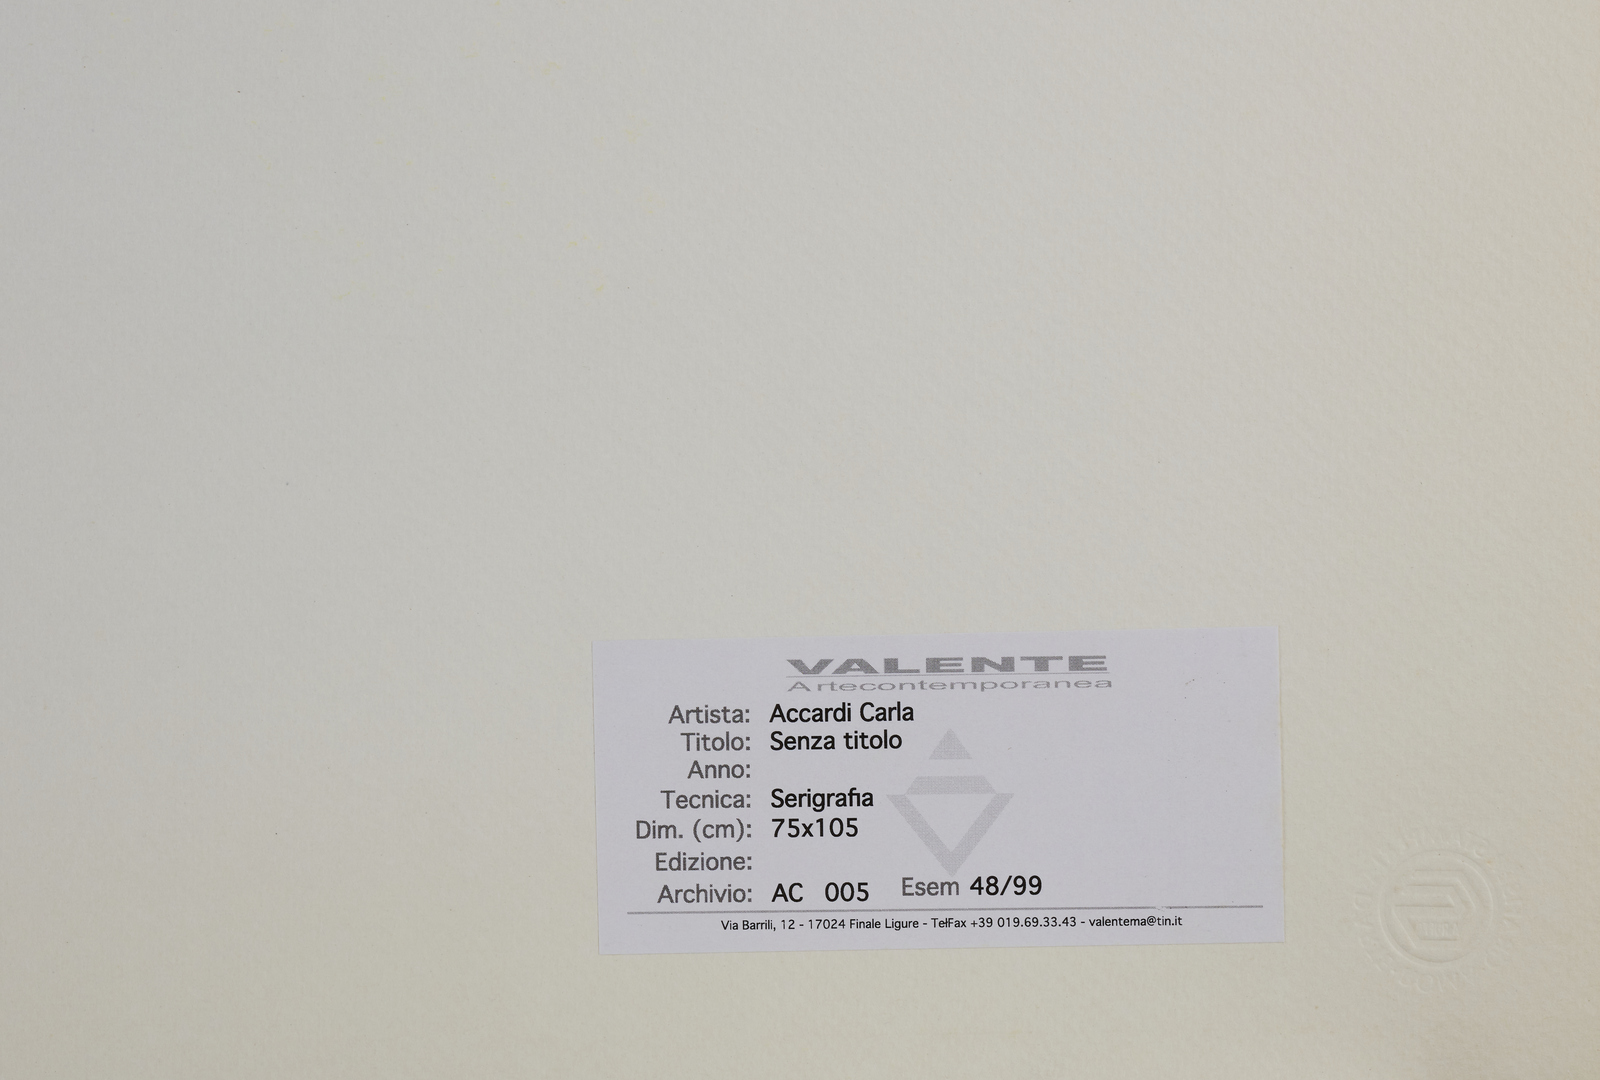 VALENTE
Artecontemporanea
Artista: Accardi Carla
Titolo: Senza titolo
Anno:
Tecnica: Serigrafia
Dim. (cm): 75x105
Edizione:
Archivio: AC 005 Esem 48/99
Via Barrili, 12 - 17024 Finale Ligure - TelFax +39 019.69.33.43 - valentema@tin.it